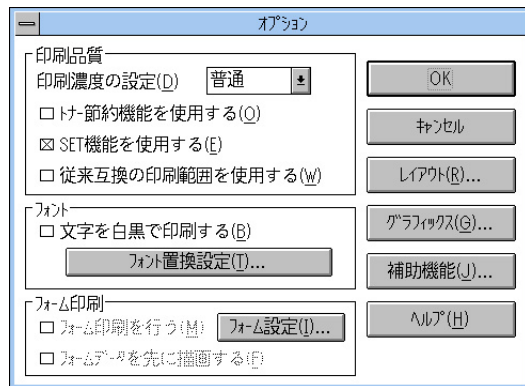 ｵﾌﾟｼｮﾝ
印刷品質
印刷濃度の設定(D) 普通
ﾄﾅｰ節約機能を使用する(O)
SET機能を使用する(E)
従来互換の印刷範囲を使用する(W)
ﾌｫﾝﾄ
文字を白黒で印刷する(B)
ﾌｫﾝﾄ置換設定(T)...
ﾌｫｰﾑ印刷
ﾌｫｰﾑ印刷を行う(M) ﾌｫｰﾑ設定(I)...
ﾌｫｰﾑﾃﾞｰﾀを先に描画する(F)
OK
ｷｬﾝｾﾙ
ﾚｲｱｳﾄ(R)...
ｸﾞﾗﾌｨｯｸｽ(G)...
補助機能(J)...
ﾍﾙﾌﾟ(H)